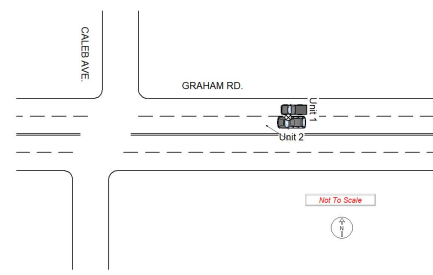 CALEB AVE.
GRAHAM RD.
Unit 1
Unit 2
Not To Scale
N